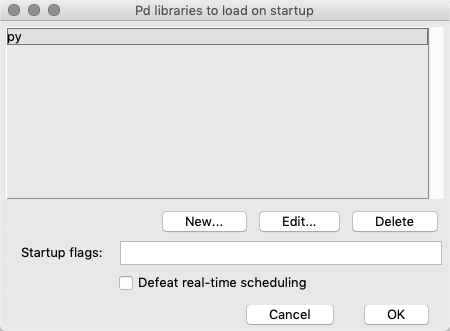 Pd libraries to load on startup
py
New... Edit... Delete
Startup flags:
Defeat real-time scheduling
Cancel OK